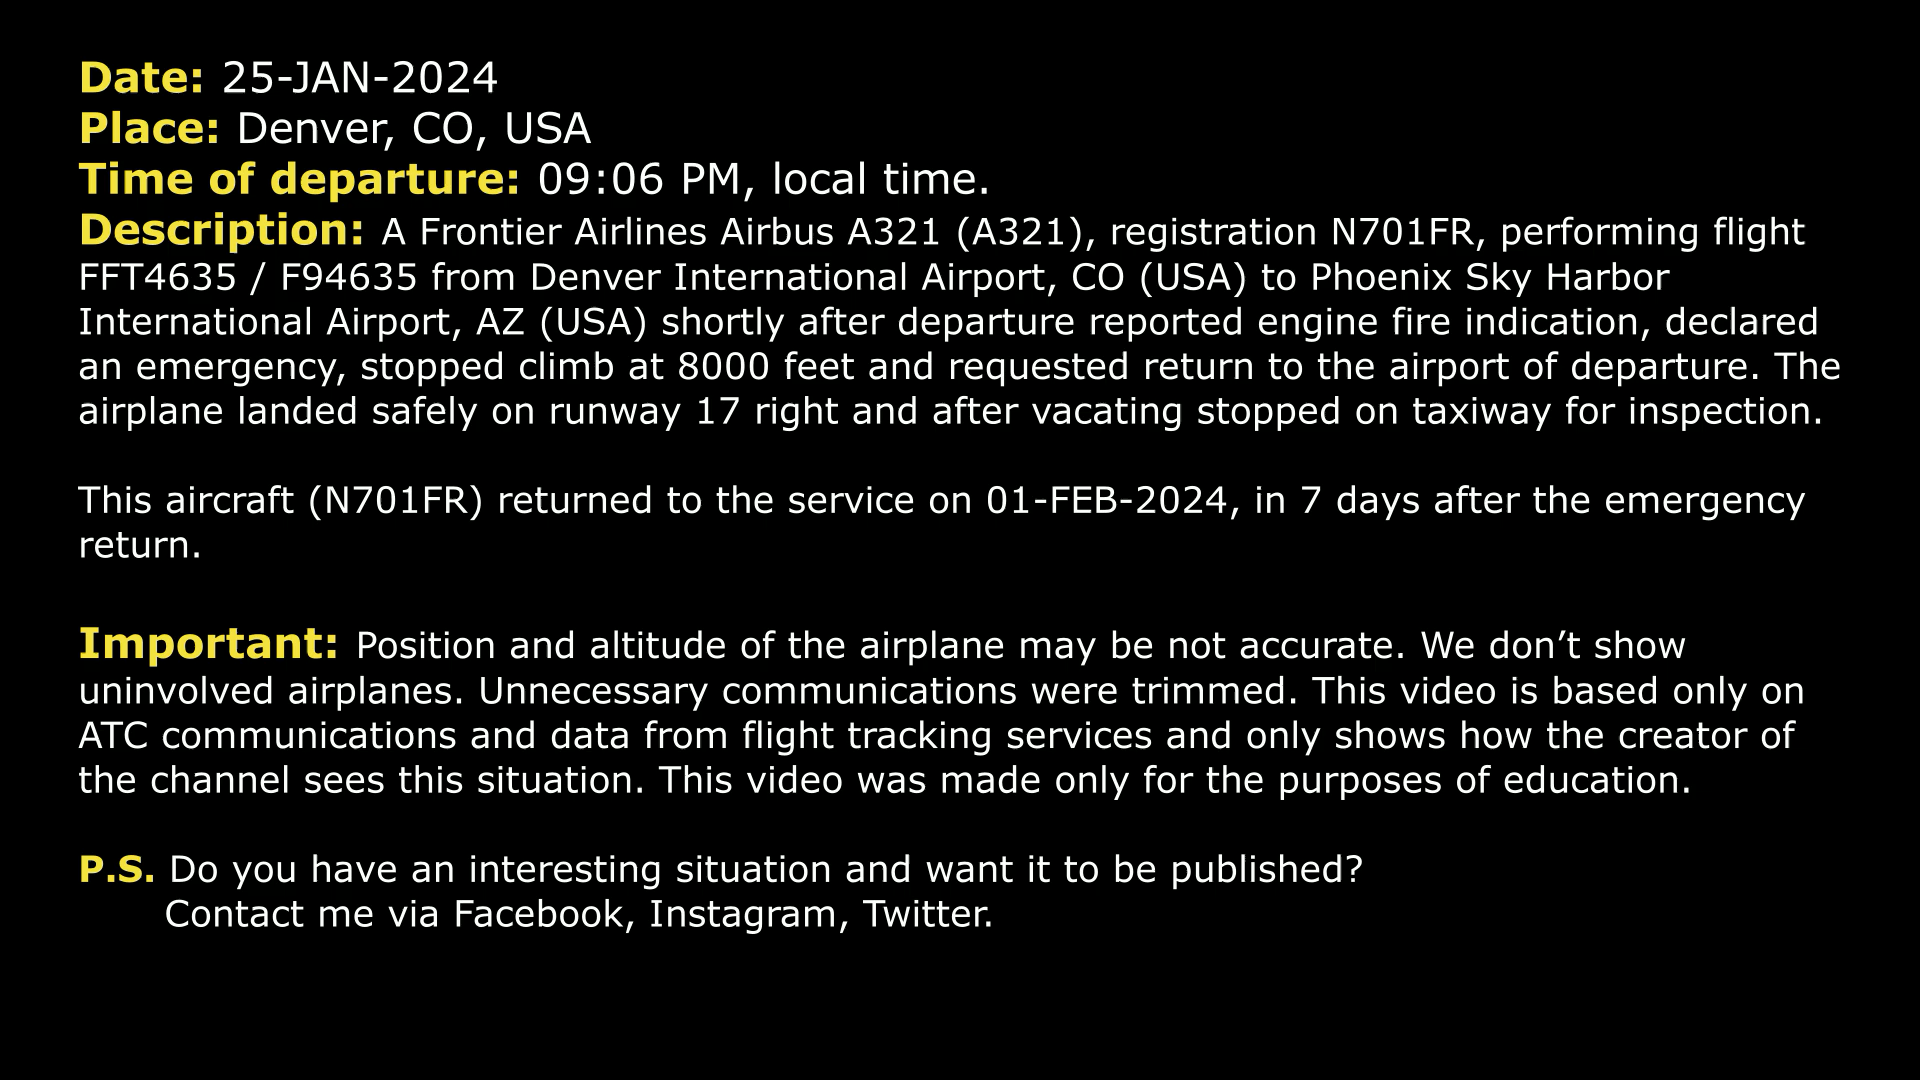 Date: 25-JAN-2024
Place: Denver, CO, USA
Time of departure: 09:06 PM, local time.
Description: A Frontier Airlines Airbus A321 (A321), registration N701FR, performing flight
FFT4635 / F94635 from Denver International Airport, CO (USA) to Phoenix Sky Harbor
International Airport, AZ (USA) shortly after departure reported engine fire indication, declared
an emergency, stopped climb at 8000 feet and requested return to the airport of departure. The
airplane landed safely on runway 17 right and after vacating stopped on taxiway for inspection.
This aircraft (N701FR) returned to the service on 01-FEB-2024, in 7 days after the emergency
return.
Important: Position and altitude of the airplane may be not accurate. We don’t show
uninvolved airplanes. Unnecessary communications were trimmed. This video is based only on
ATC communications and data from flight tracking services and only shows how the creator of
the channel sees this situation. This video was made only for the purposes of education.
P.S. Do you have an interesting situation and want it to be published?
Contact me via Facebook, Instagram, Twitter.